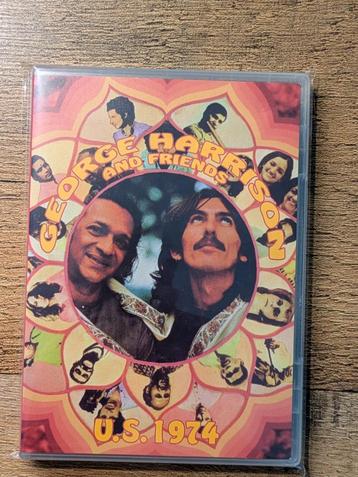 GEORGE HARRISON
AND FRIENDS
U.S. 1974